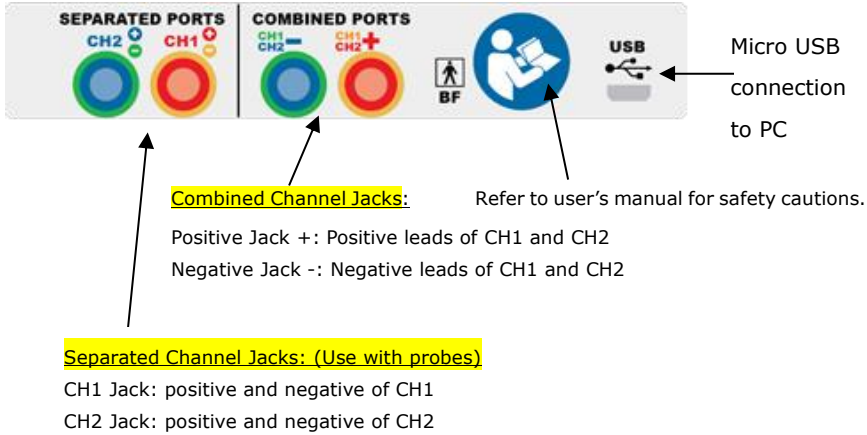 SEPARATED PORTS
COMBINED PORTS
CH2 + -
CH1 + -
CH1 CH2 -
CH1 CH2 +
BF
USB
Micro USB
connection
to PC
Combined Channel Jacks:
Refer to user’s manual for safety cautions.
Positive Jack +: Positive leads of CH1 and CH2
Negative Jack -: Negative leads of CH1 and CH2
Separated Channel Jacks: (Use with probes)
CH1 Jack: positive and negative of CH1
CH2 Jack: positive and negative of CH2